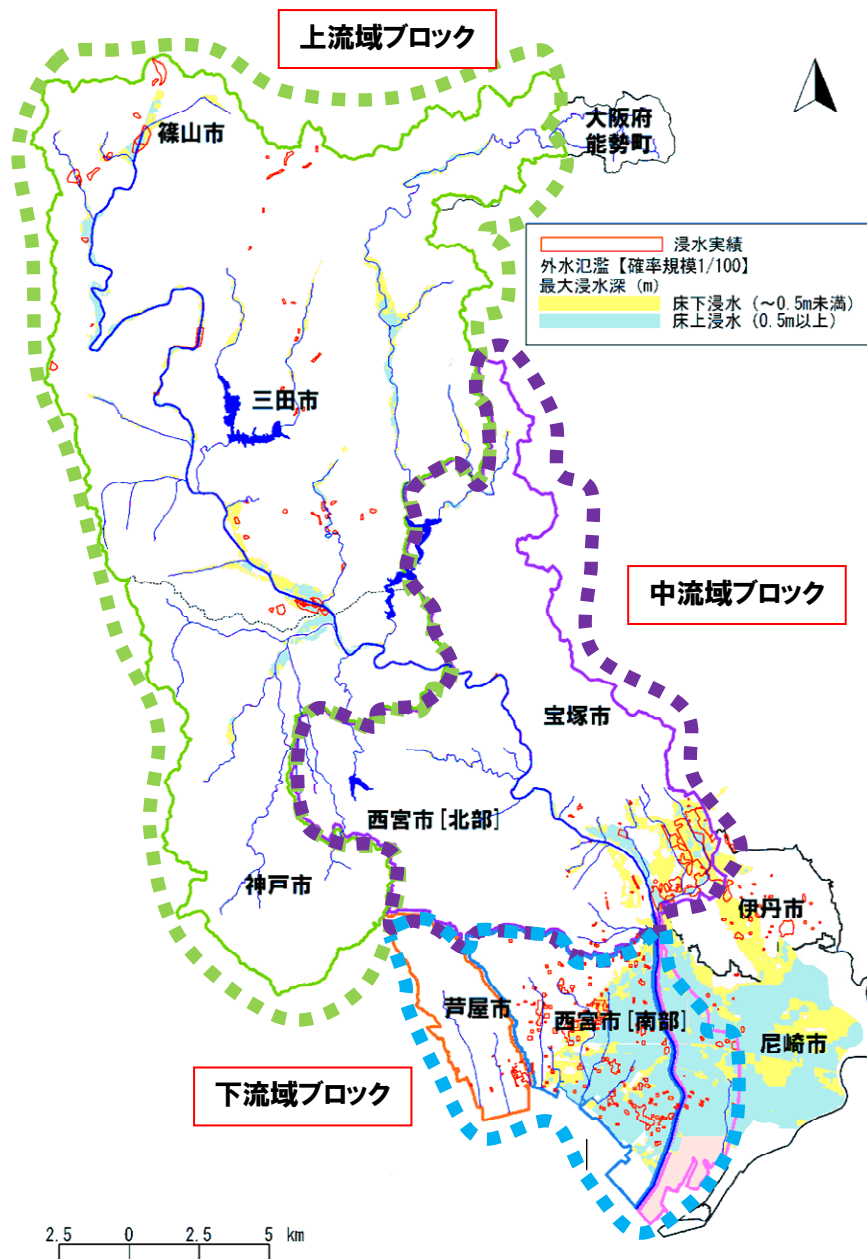 上流域ブロック
篠山市
大阪府
能勢町
浸水実績
外水氾濫【確率規模1/100】
最大浸水深（m）
床下浸水（～0.5m未満）
床上浸水（0.5m以上）
三田市
中流域ブロック
宝塚市
西宮市［北部］
神戸市
伊丹市
芦屋市
西宮市［南部］
尼崎市
下流域ブロック
2.5 0 2.5 5 km